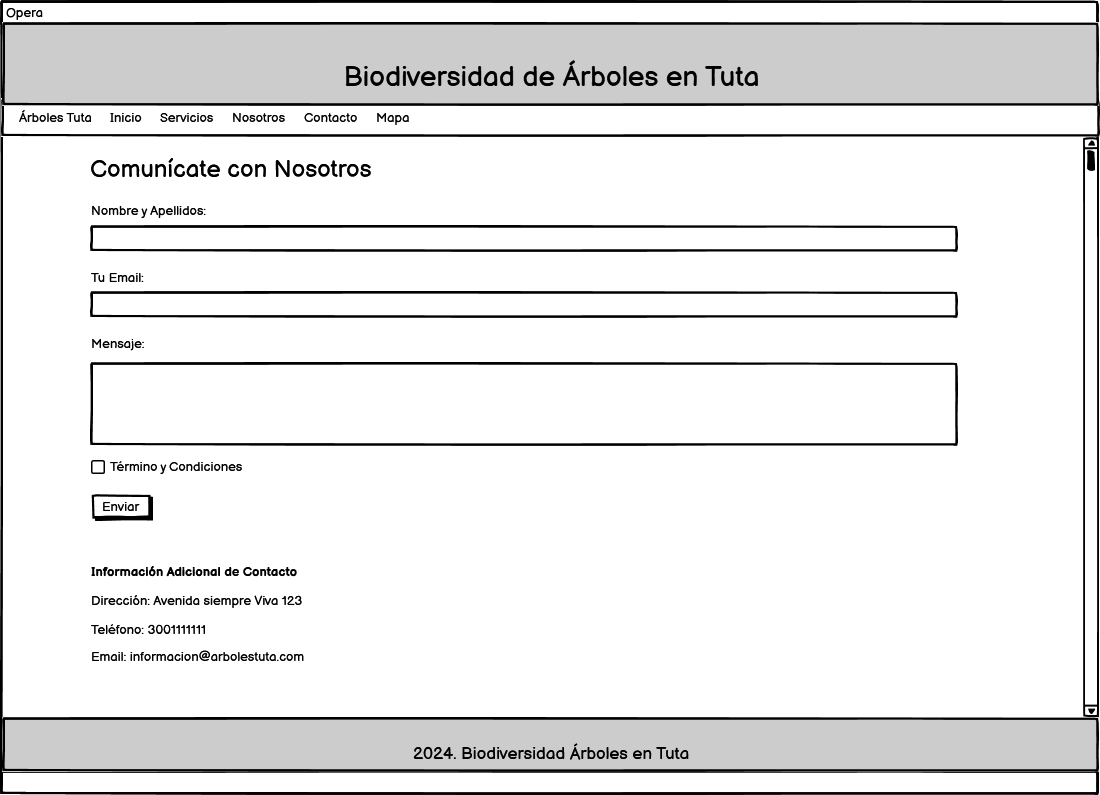 Opera
Biodiversidad de Árboles en Tuta
Árboles Tuta Inicio Servicios Nosotros Contacto Mapa
Comunícate con Nosotros
Nombre y Apellidos:
Tu Email:
Mensaje:
Término y Condiciones
Enviar
Información Adicional de Contacto
Dirección: Avenida siempre Viva 123
Teléfono: 3001111111
Email: informacion@arbolestuta.com
2024. Biodiversidad Árboles en Tuta